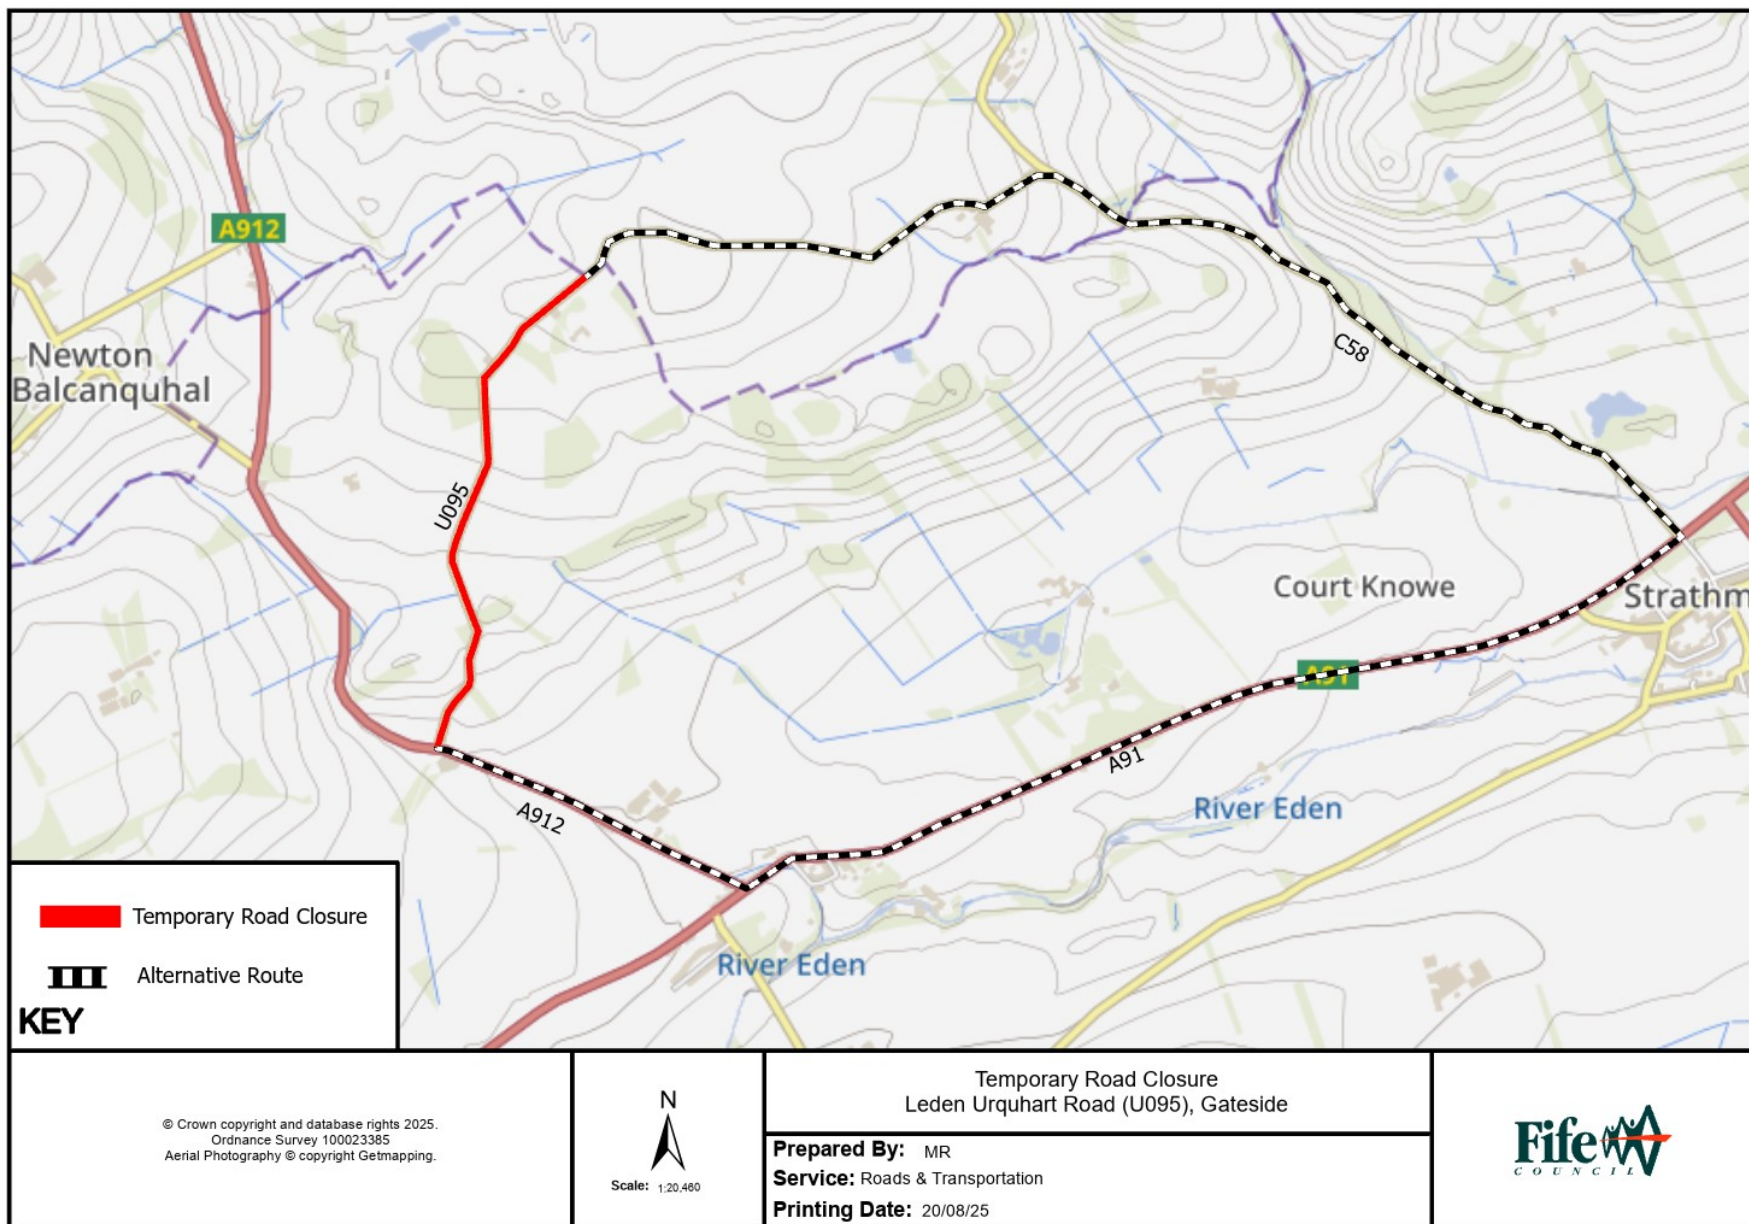 A912
Newton
Balcanquhal
U095
C58
Court Knowe
Strathm
A91
A91
A912
River Eden
River Eden
Temporary Road Closure
Alternative Route
KEY
© Crown copyright and database rights 2025.
Ordnance Survey 100023385
Aerial Photography © copyright Getmapping.
N
Scale: 1:20,460
Temporary Road Closure
Leden Urquhart Road (U095), Gateside
Prepared By: MR
Service: Roads & Transportation
Printing Date: 20/08/25
Fife
COUNCIL